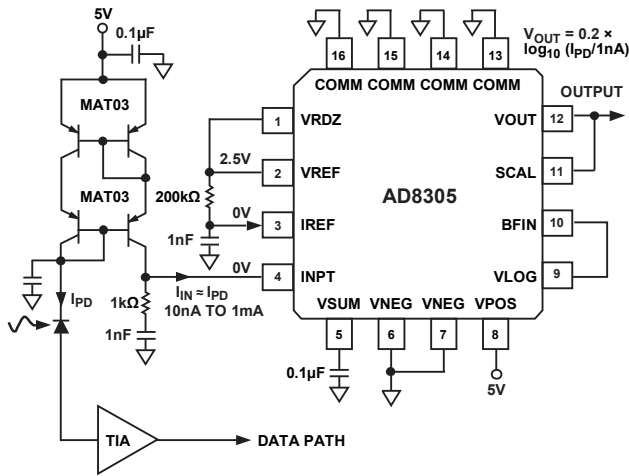 5V
0.1µF
MAT03
MAT03
I_PD
1kΩ
1nF
TIA
DATA PATH
200kΩ
2.5V
0V
1nF
0V
I_IN ≈ I_PD
10nA TO 1mA
16 15 14 13
COMM COMM COMM COMM
1 VRDZ
2 VREF
3 IREF
4 INPT
AD8305
VOUT 12
SCAL 11
BFIN 10
VLOG 9
VSUM VNEG VNEG VPOS
5 6 7 8
0.1µF
5V
V_OUT = 0.2 ×
log₁₀ (I_PD/1nA)
OUTPUT